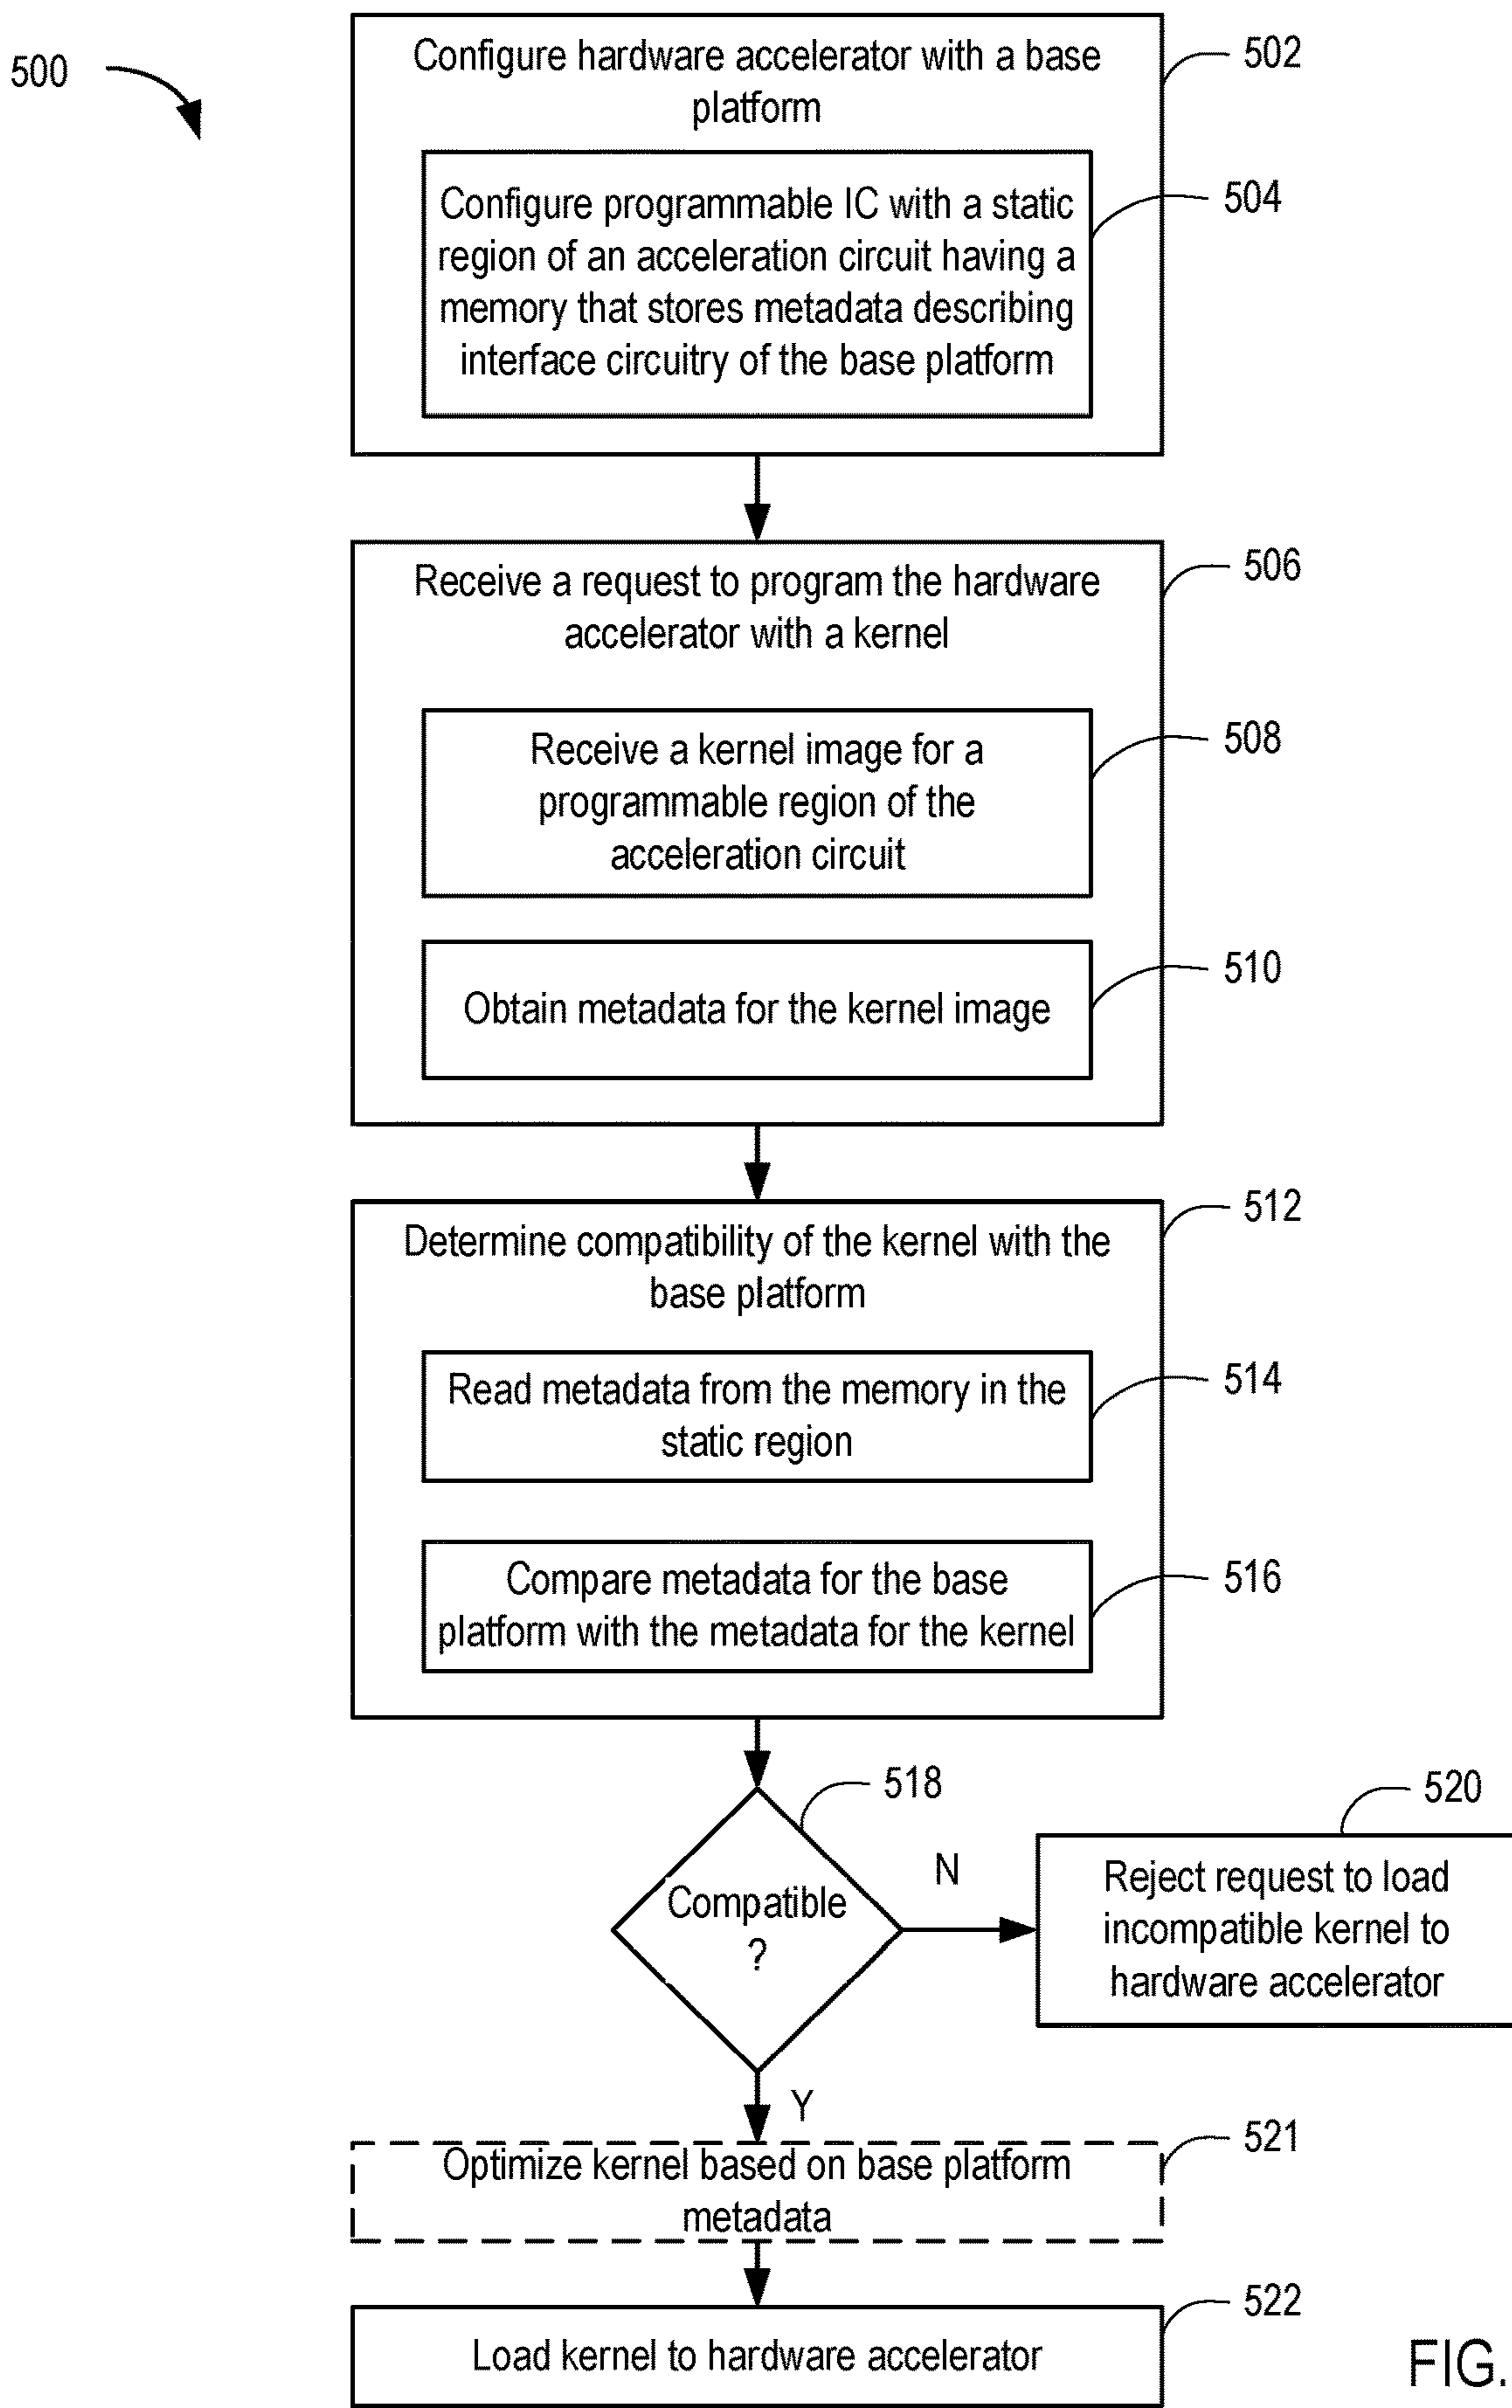 500
Configure hardware accelerator with a base
platform
502
Configure programmable IC with a static
region of an acceleration circuit having a
memory that stores metadata describing
interface circuitry of the base platform
504
Receive a request to program the hardware
accelerator with a kernel
506
Receive a kernel image for a
programmable region of the
acceleration circuit
508
Obtain metadata for the kernel image
510
Determine compatibility of the kernel with the
base platform
512
Read metadata from the memory in the
static region
514
Compare metadata for the base
platform with the metadata for the kernel
516
518
Compatible
?
N
520
Reject request to load
incompatible kernel to
hardware accelerator
Y
Optimize kernel based on base platform
metadata
521
Load kernel to hardware accelerator
522
FIG.